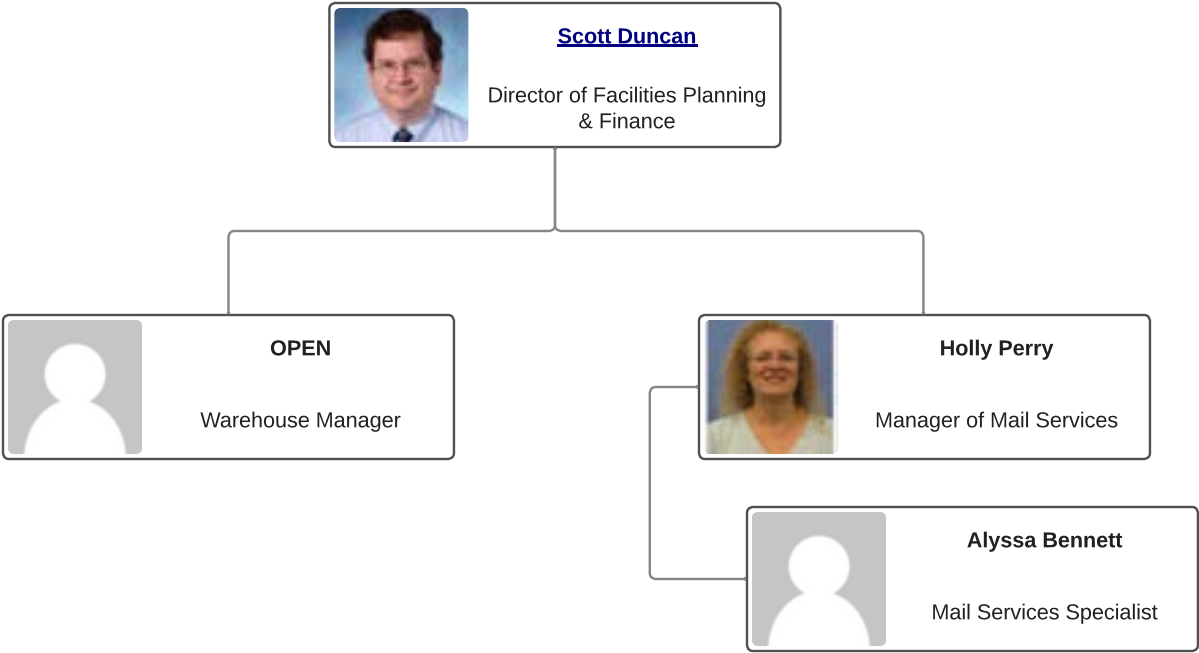 Scott Duncan
Director of Facilities Planning
& Finance
OPEN
Warehouse Manager
Holly Perry
Manager of Mail Services
Alyssa Bennett
Mail Services Specialist